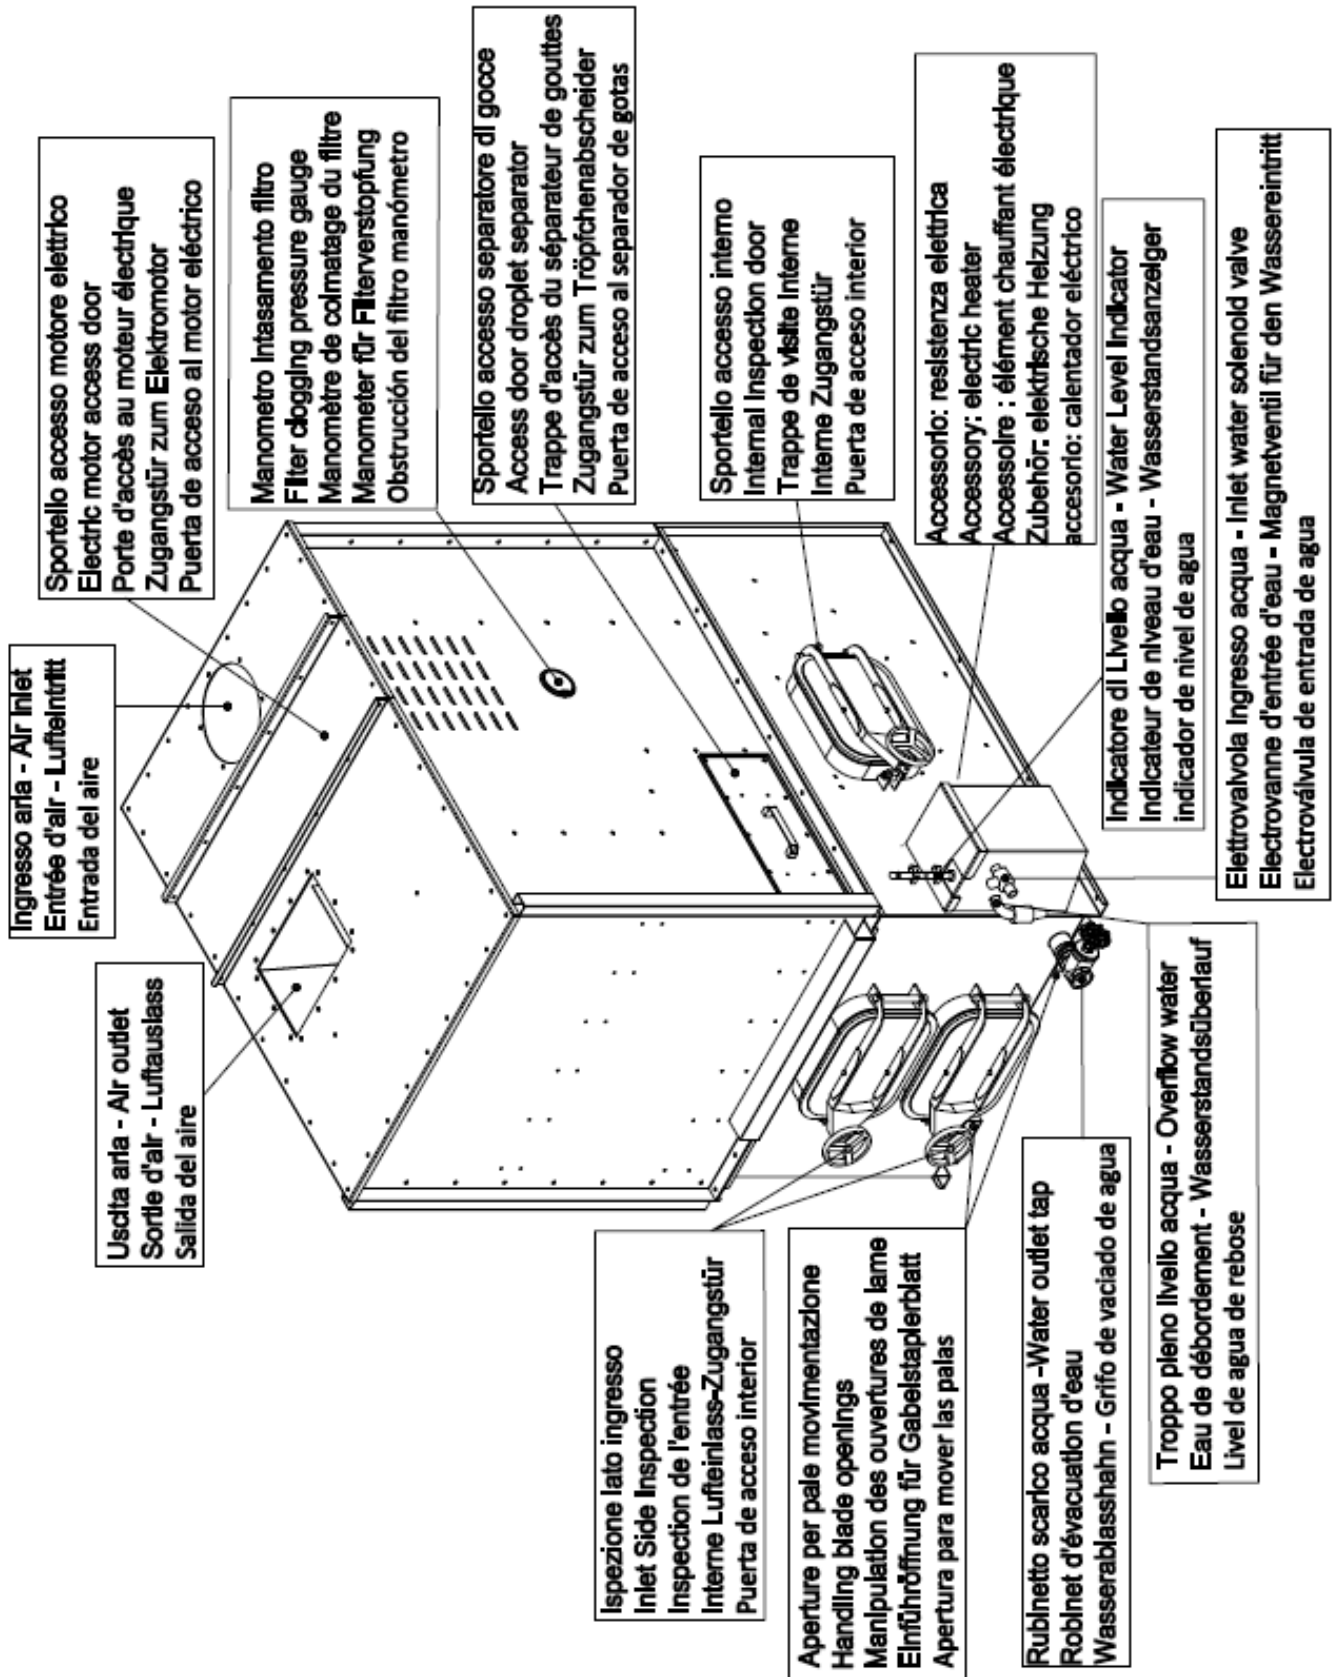 Ingresso aria - Air Inlet
Entrée d'air - Lufteintritt
Entrada del aire
Sportello accesso motore elettrico
Electric motor access door
Porte d'accès au moteur électrique
Zugangstür zum Elektromotor
Puerta de acceso al motor eléctrico
Manometro Intasamento filtro
Filter clogging pressure gauge
Manomètre de colmatage du filtre
Manometer für Filterverstopfung
Obstrucción del filtro manómetro
Sportello accesso separatore di gocce
Access door droplet separator
Trappe d'accès du séparateur de gouttes
Zugangstür zum Tröpfchenabscheider
Puerta de acceso al separador de gotas
Sportello accesso interno
Internal Inspection door
Trappe de visite Interne
Interne Zugangstür
Puerta de acceso interior
Accessorio: resistenza elettrica
Accessory: electric heater
Accessoire : élément chauffant électrique
Zubehör: elektrische Heizung
accesorio: calentador eléctrico
Indicatore di Livello acqua - Water Level Indicator
Indicateur de niveau d'eau - Wasserstandsanzeiger
indicador de nivel de agua
Elettrovalvola Ingresso acqua - Inlet water solenold valve
Electrovanne d'entrée d'eau - Magnetventil für den Wassereintritt
Electroválvula de entrada de agua
Uscita aria - Air outlet
Sortie d'air - Luftauslass
Salida del aire
Ispezione lato ingresso
Inlet Side Inspection
Inspection de l'entrée
Interne Lufteinlass-Zugangstür
Puerta de acceso interior
Aperture per pale movimentazione
Handling blade openings
Manipulation des ouvertures de lame
Einführöffnung für Gabelstaplerblatt
Apertura para mover las palas
Rubinetto scarico acqua -Water outlet tap
Robinet d'évacuation d'eau
Wasserablasshahn - Grifo de vaciado de agua
Troppo pleno livello acqua - Overflow water
Eau de débordement - Wasserstandsüberlauf
Livel de agua de rebose